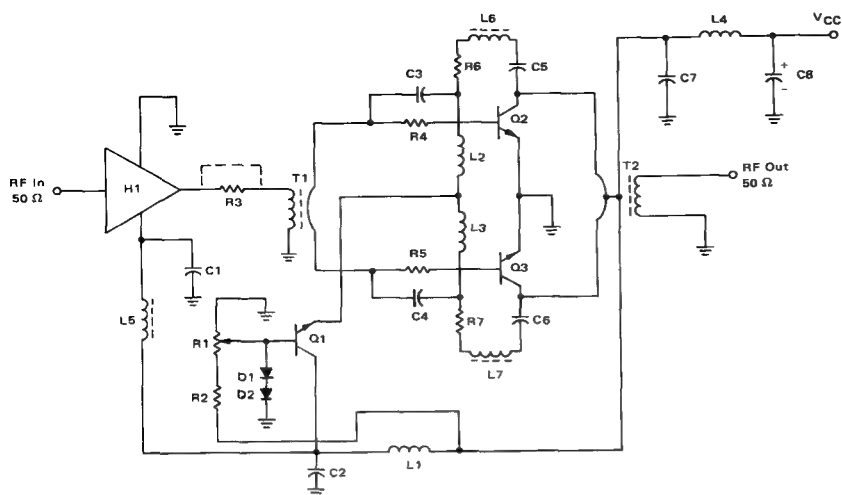 L6
L4
VCC
R6
C5
C3
C7
+
C8
-
Q2
R4
T1
L2
T2
RF Out
50 Ω
RF In
50 Ω
H1
R3
L3
R5
Q3
C1
C4
R7
C6
L5
R1
Q1
L7
D1
R2
D2
L1
C2